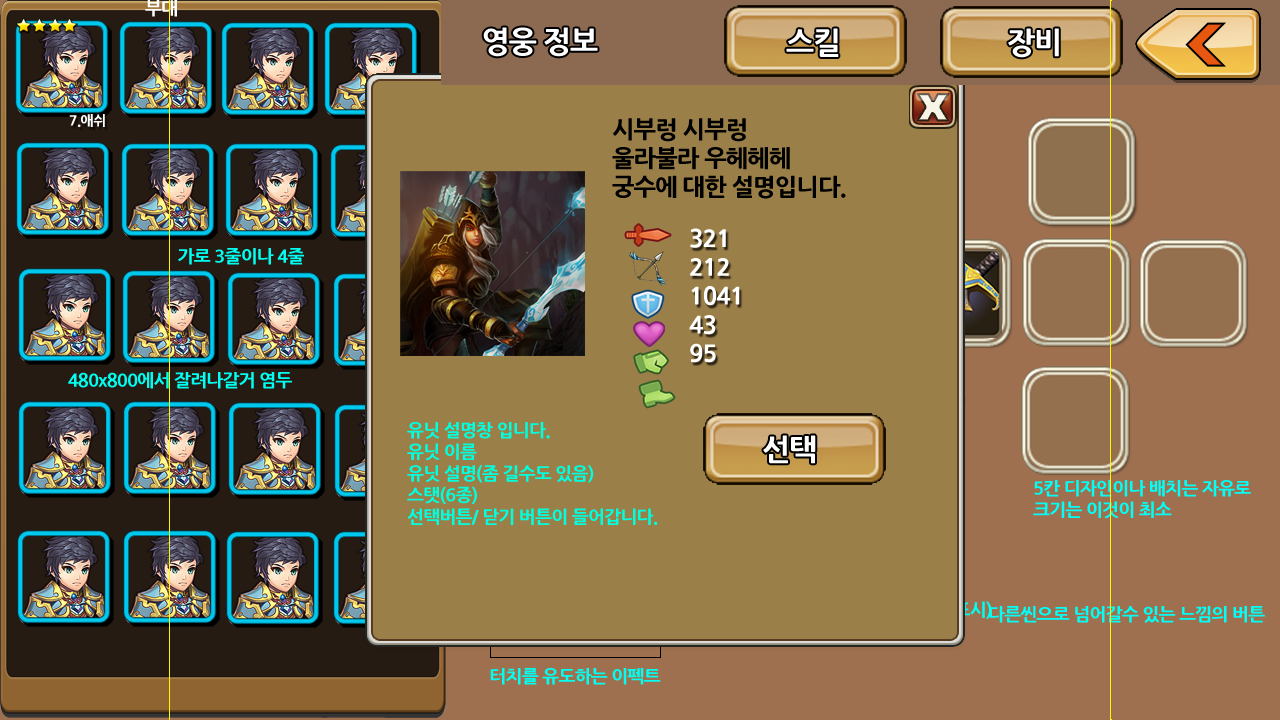 부대
영웅 정보
스킬
장비
7.애쉬
X
시부렁 시부렁
울라불라 우헤헤헤
궁수에 대한 설명입니다.
321
212
1041
43
95
가로 3줄이나 4줄
480x800에서 잘려나갈거 염두
선택
유닛 설명창 입니다.
유닛 이름
유닛 설명(좀 길수도 있음)
스탯(6종)
선택버튼/ 닫기 버튼이 들어갑니다.
5칸 디자인이나 배치는 자유로
크기는 이것이 최소
시)다른씬으로 넘어갈수 있는 느낌의 버튼
터치를 유도하는 이펙트